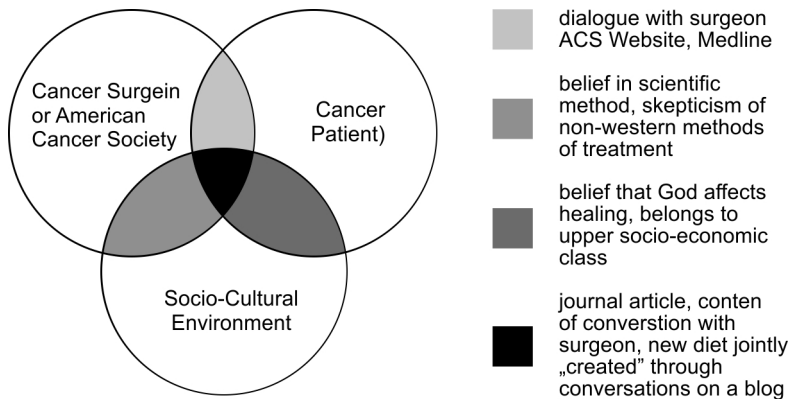 Cancer Surgein
or American
Cancer Society
Cancer
Patient)
Socio-Cultural
Environment
dialogue with surgeon
ACS Website, Medline
belief in scientific
method, skepticism of
non-western methods
of treatment
belief that God affects
healing, belongs to
upper socio-economic
class
journal article, conten
of converstion with
surgeon, new diet jointly
„created” through
conversations on a blog